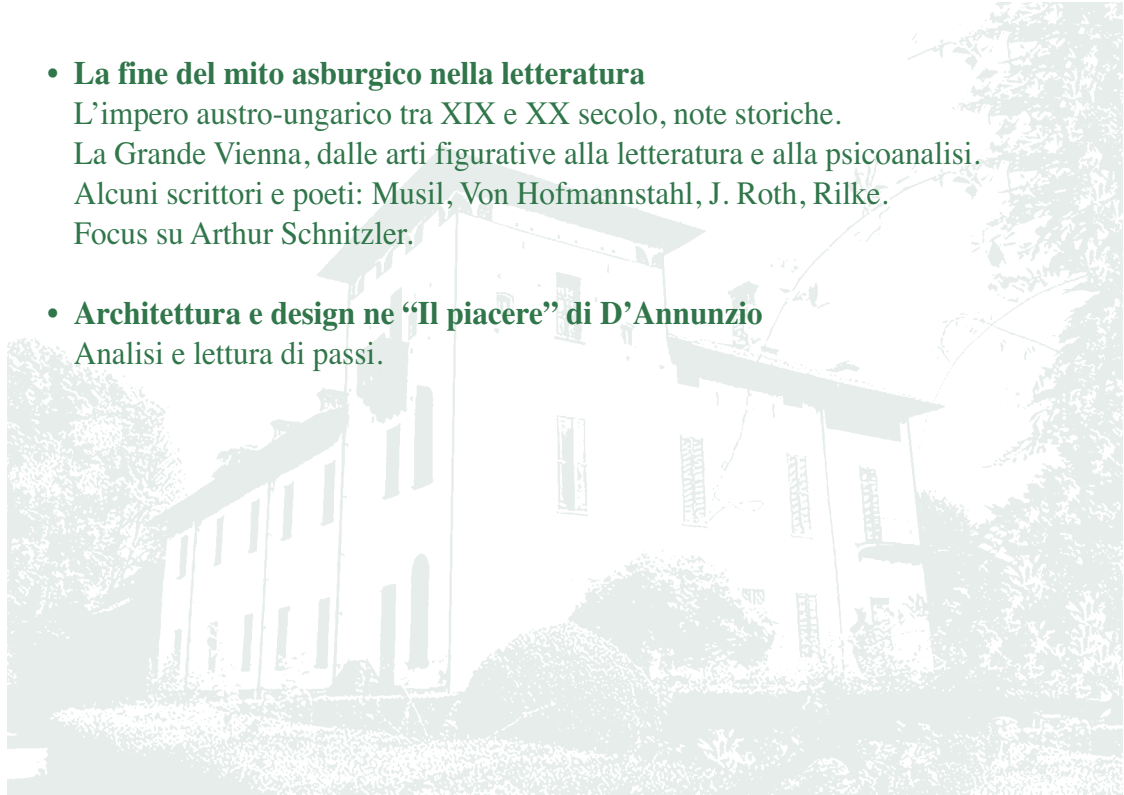 • La fine del mito asburgico nella letteratura
L’impero austro-ungarico tra XIX e XX secolo, note storiche.
La Grande Vienna, dalle arti figurative alla letteratura e alla psicoanalisi.
Alcuni scrittori e poeti: Musil, Von Hofmannstahl, J. Roth, Rilke.
Focus su Arthur Schnitzler.
• Architettura e design ne “Il piacere” di D’Annunzio
Analisi e lettura di passi.